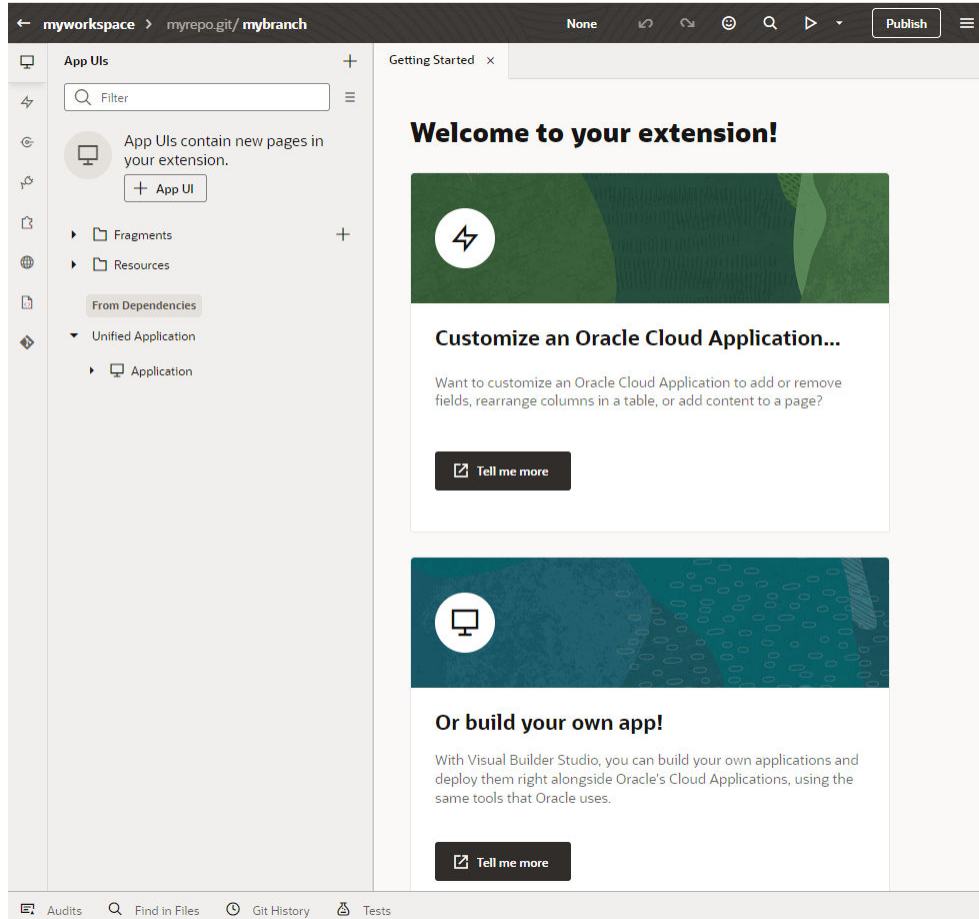 myworkspace > myrepo.git/ mybranch
None
Publish
App UIs
Getting Started ×
Filter
App UIs contain new pages in
your extension.
+ App UI
Fragments
Resources
From Dependencies
Unified Application
Application
Welcome to your extension!
Customize an Oracle Cloud Application...
Want to customize an Oracle Cloud Application to add or remove
fields, rearrange columns in a table, or add content to a page?
Tell me more
Or build your own app!
With Visual Builder Studio, you can build your own applications and
deploy them right alongside Oracle's Cloud Applications, using the
same tools that Oracle uses.
Tell me more
Audits
Find in Files
Git History
Tests